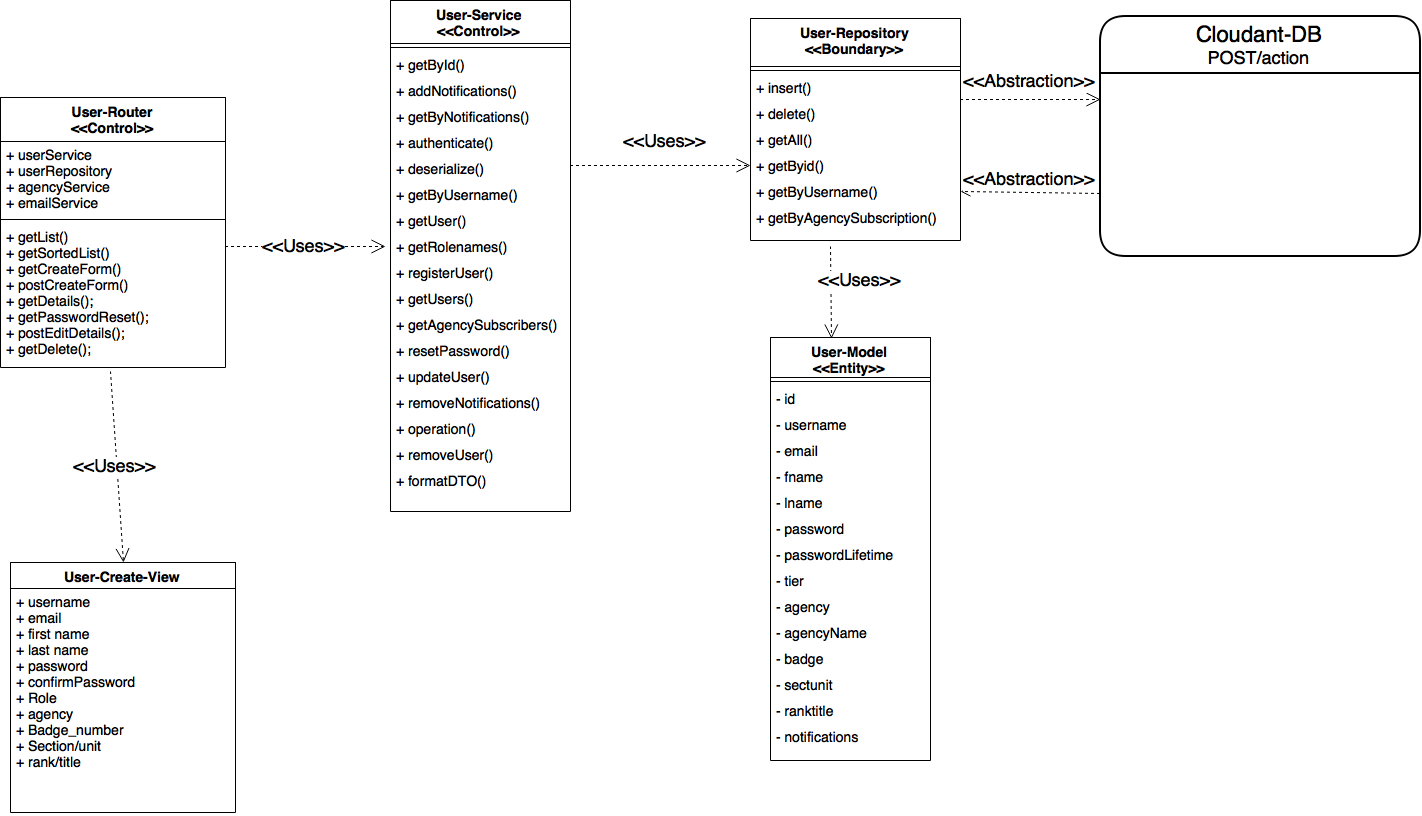 User-Router
<<Control>>
+ userService
+ userRepository
+ agencyService
+ emailService
+ getList()
+ getSortedList()
+ getCreateForm()
+ postCreateForm()
+ getDetails();
+ getPasswordReset();
+ postEditDetails();
+ getDelete();
<<Uses>>
<<Uses>>
User-Create-View
+ username
+ email
+ first name
+ last name
+ password
+ confirmPassword
+ Role
+ agency
+ Badge_number
+ Section/unit
+ rank/title
User-Service
<<Control>>
+ getById()
+ addNotifications()
+ getByNotifications()
+ authenticate()
+ deserialize()
+ getByUsername()
+ getUser()
+ getRolenames()
+ registerUser()
+ getUsers()
+ getAgencySubscribers()
+ resetPassword()
+ updateUser()
+ removeNotifications()
+ operation()
+ removeUser()
+ formatDTO()
<<Uses>>
User-Repository
<<Boundary>>
+ insert()
+ delete()
+ getAll()
+ getByid()
+ getByUsername()
+ getByAgencySubscription()
<<Uses>>
User-Model
<<Entity>>
- id
- username
- email
- fname
- lname
- password
- passwordLifetime
- tier
- agency
- agencyName
- badge
- sectunit
- ranktitle
- notifications
<<Abstraction>>
<<Abstraction>>
Cloudant-DB
POST/action